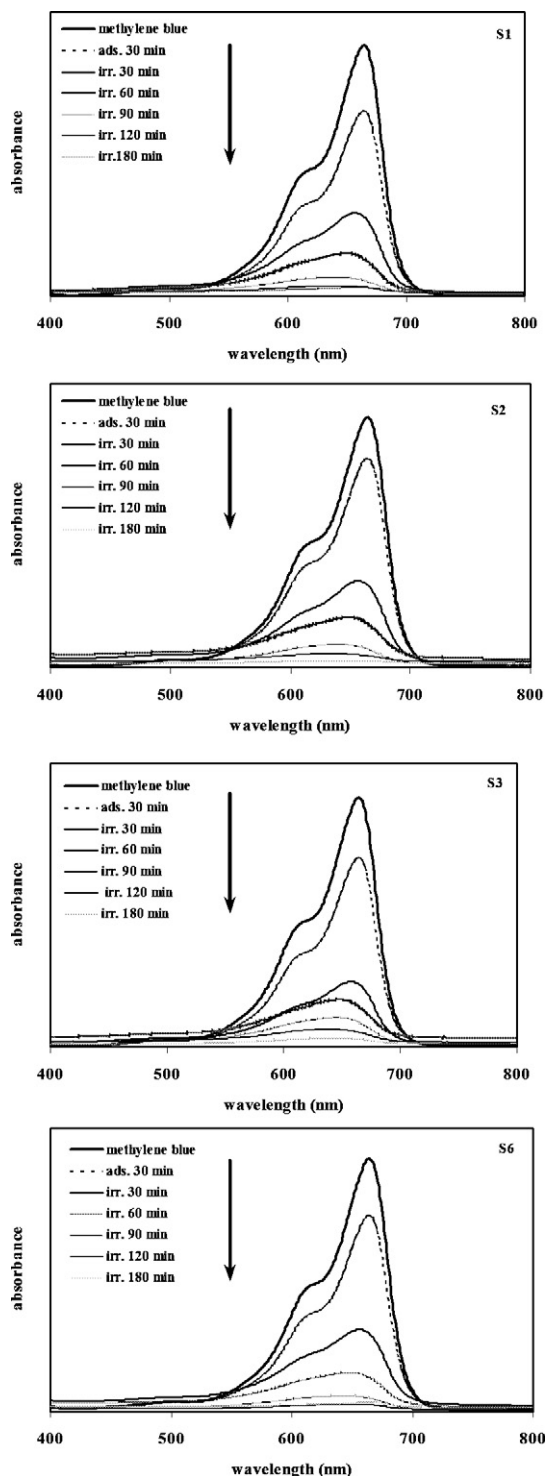 S1
methylene blue
ads. 30 min
irr. 30 min
irr. 60 min
irr. 90 min
irr. 120 min
irr.180 min
absorbance
400 500 600 700 800
wavelength (nm)
S2
methylene blue
ads. 30 min
irr. 30 min
irr. 60 min
irr. 90 min
irr. 120 min
irr. 180 min
absorbance
400 500 600 700 800
wavelength (nm)
S3
methylene blue
ads. 30 min
irr. 30 min
irr. 60 min
irr. 90 min
irr. 120 min
irr. 180 min
absorbance
400 500 600 700 800
wavelength (nm)
S6
methylene blue
ads. 30 min
irr. 30 min
irr. 60 min
irr. 90 min
irr. 120 min
irr. 180 min
absorbance
400 500 600 700 800
wavelength (nm)